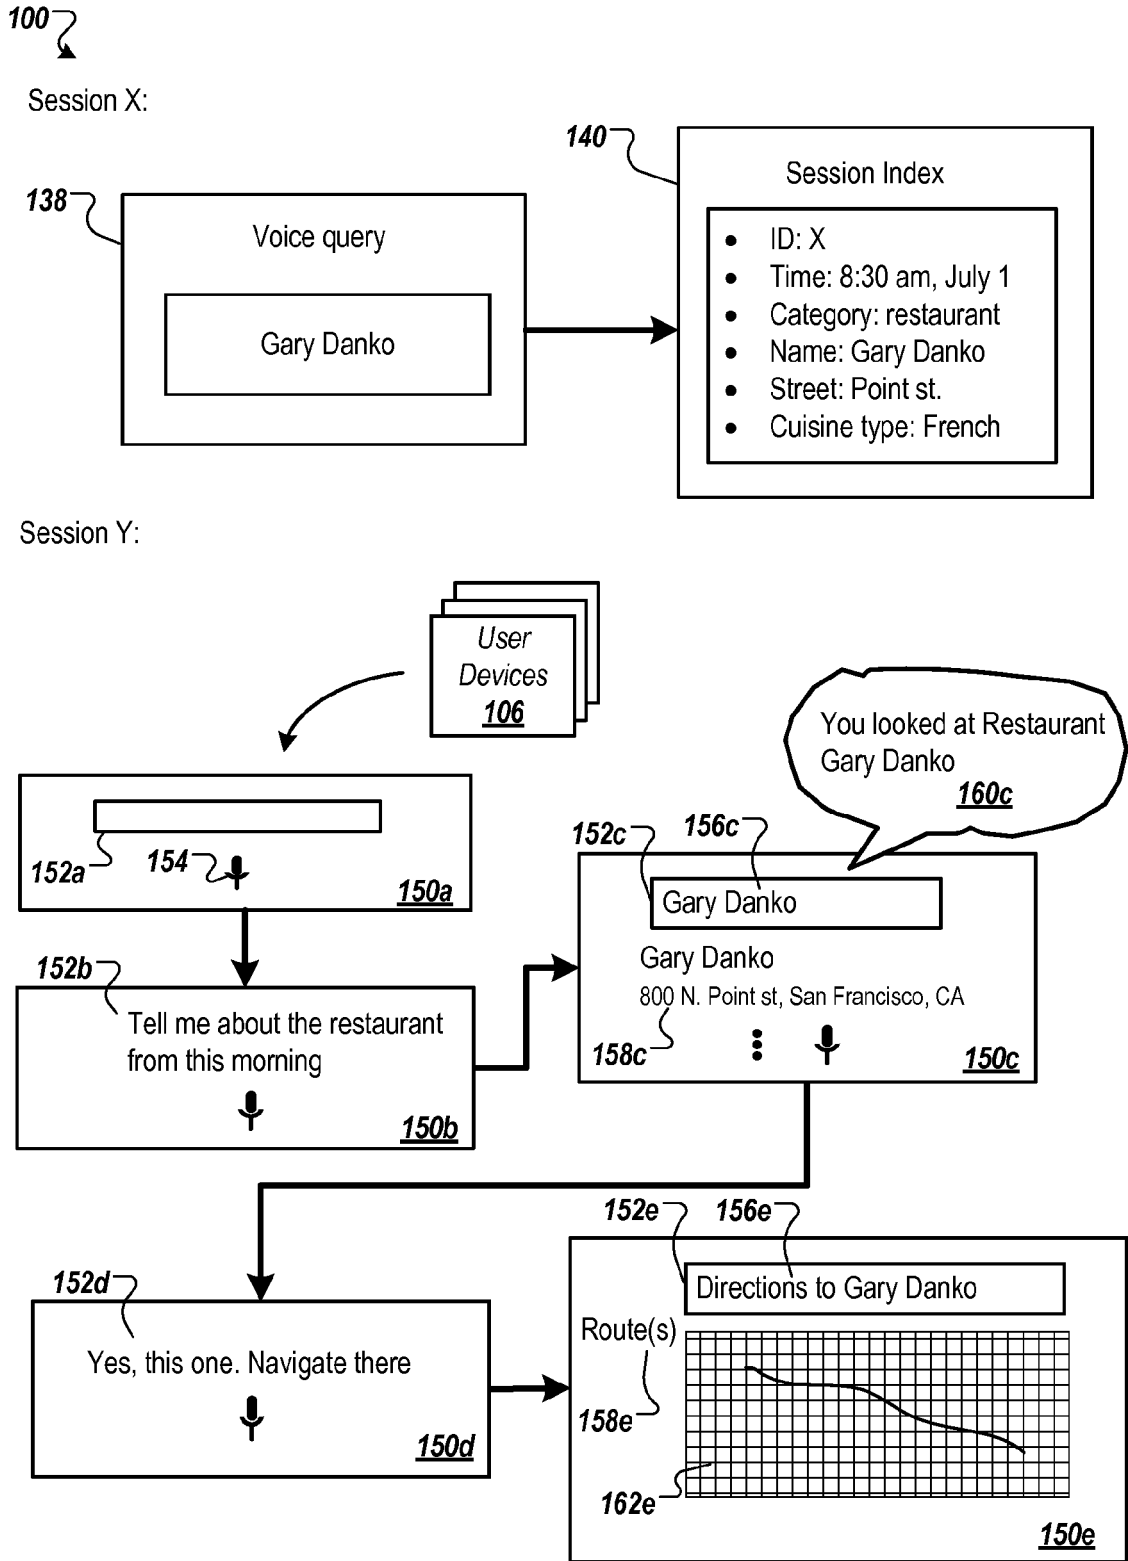 100
Session X:
138
Voice query
Gary Danko
140
Session Index
• ID: X
• Time: 8:30 am, July 1
• Category: restaurant
• Name: Gary Danko
• Street: Point st.
• Cuisine type: French
Session Y:
User
Devices
106
152a
154
150a
152b
Tell me about the restaurant
from this morning
150b
You looked at Restaurant
Gary Danko
160c
152c
156c
Gary Danko
Gary Danko
800 N. Point st, San Francisco, CA
158c
150c
152d
Yes, this one. Navigate there
150d
152e
156e
Directions to Gary Danko
Route(s)
158e
162e
150e